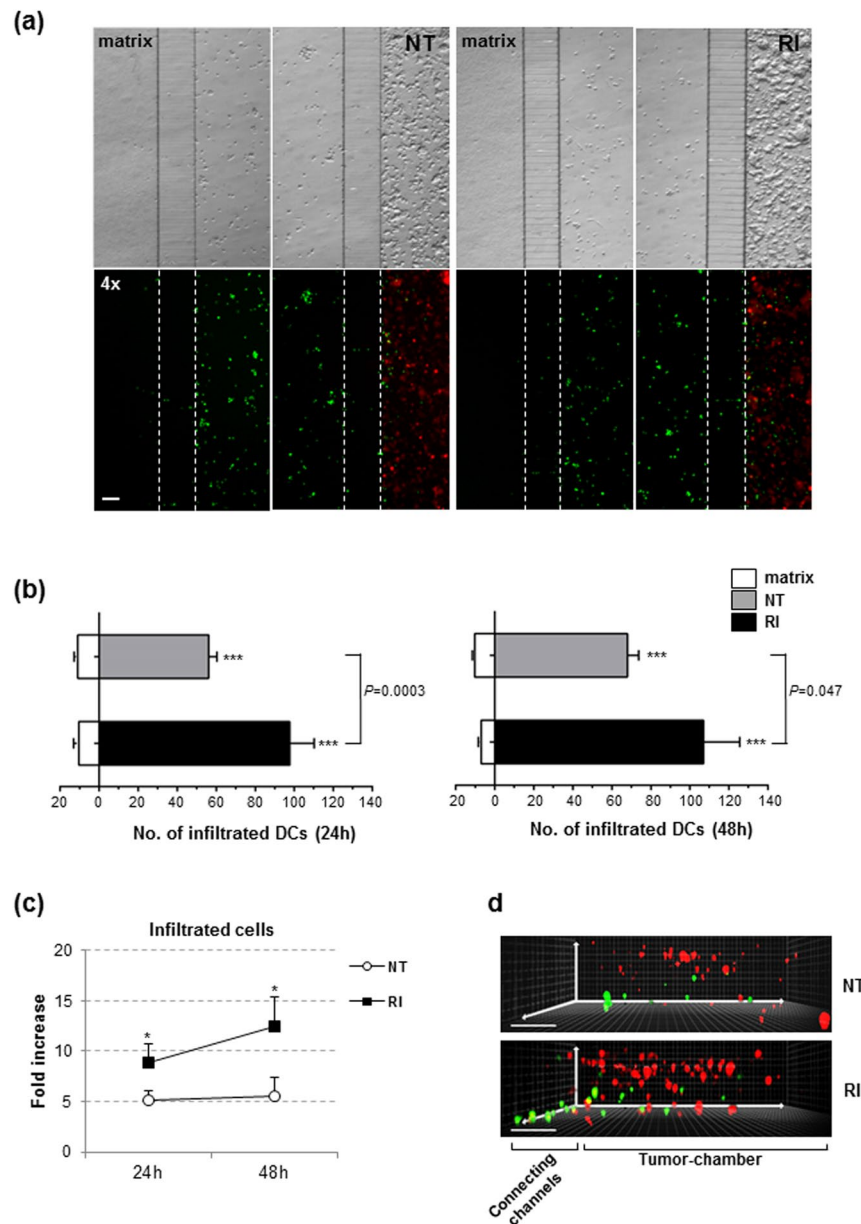 (a)
matrix
NT
matrix
RI
4x
(b)
matrix
NT
RI
***
P=0.0003
***
20 0 20 40 60 80 100 120 140
No. of infiltrated DCs (24h)
***
P=0.047
***
20 0 20 40 60 80 100 120 140
No. of infiltrated DCs (48h)
(c)
Infiltrated cells
20
15
10
5
0
Fold increase
*
*
24h
48h
NT
RI
d
NT
RI
Connecting
channels
Tumor-chamber